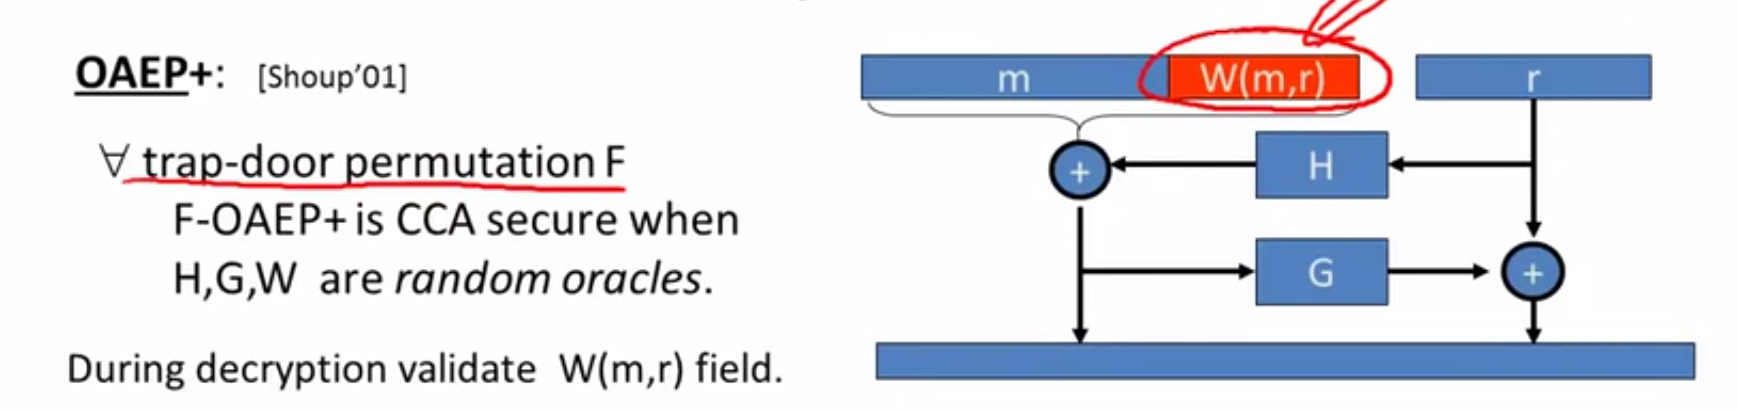 OAEP+: [Shoup'01]
∀ trap-door permutation F
F-OAEP+ is CCA secure when
H,G,W are random oracles.
During decryption validate W(m,r) field.
m W(m,r) r
+ H
G +